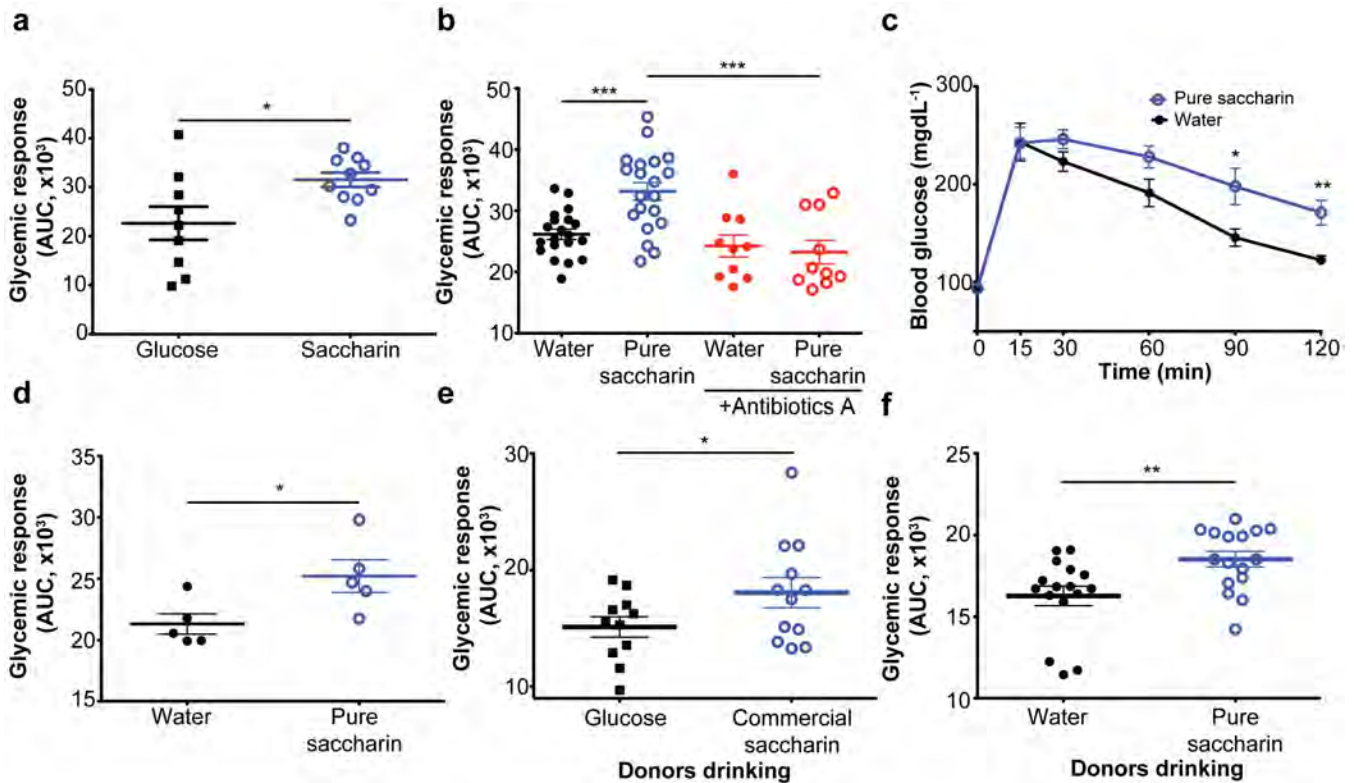 a
Glycemic response
(AUC, x10³)
50
40
30
20
10
0
*
Glucose
Saccharin
b
Glycemic response
(AUC, x10³)
50
40
30
20
10
***
***
Water
Pure
saccharin
Water
Pure
saccharin
+Antibiotics A
c
Blood glucose (mgdL⁻¹)
300
200
100
Pure saccharin
Water
*
**
0
15
30
60
90
120
Time (min)
d
Glycemic response
(AUC, x10³)
35
30
25
20
15
*
Water
Pure
saccharin
e
Glycemic response
(AUC, x10³)
30
20
10
*
Glucose
Commercial
saccharin
Donors drinking
f
Glycemic response
(AUC, x10³)
25
20
15
10
**
Water
Pure
saccharin
Donors drinking